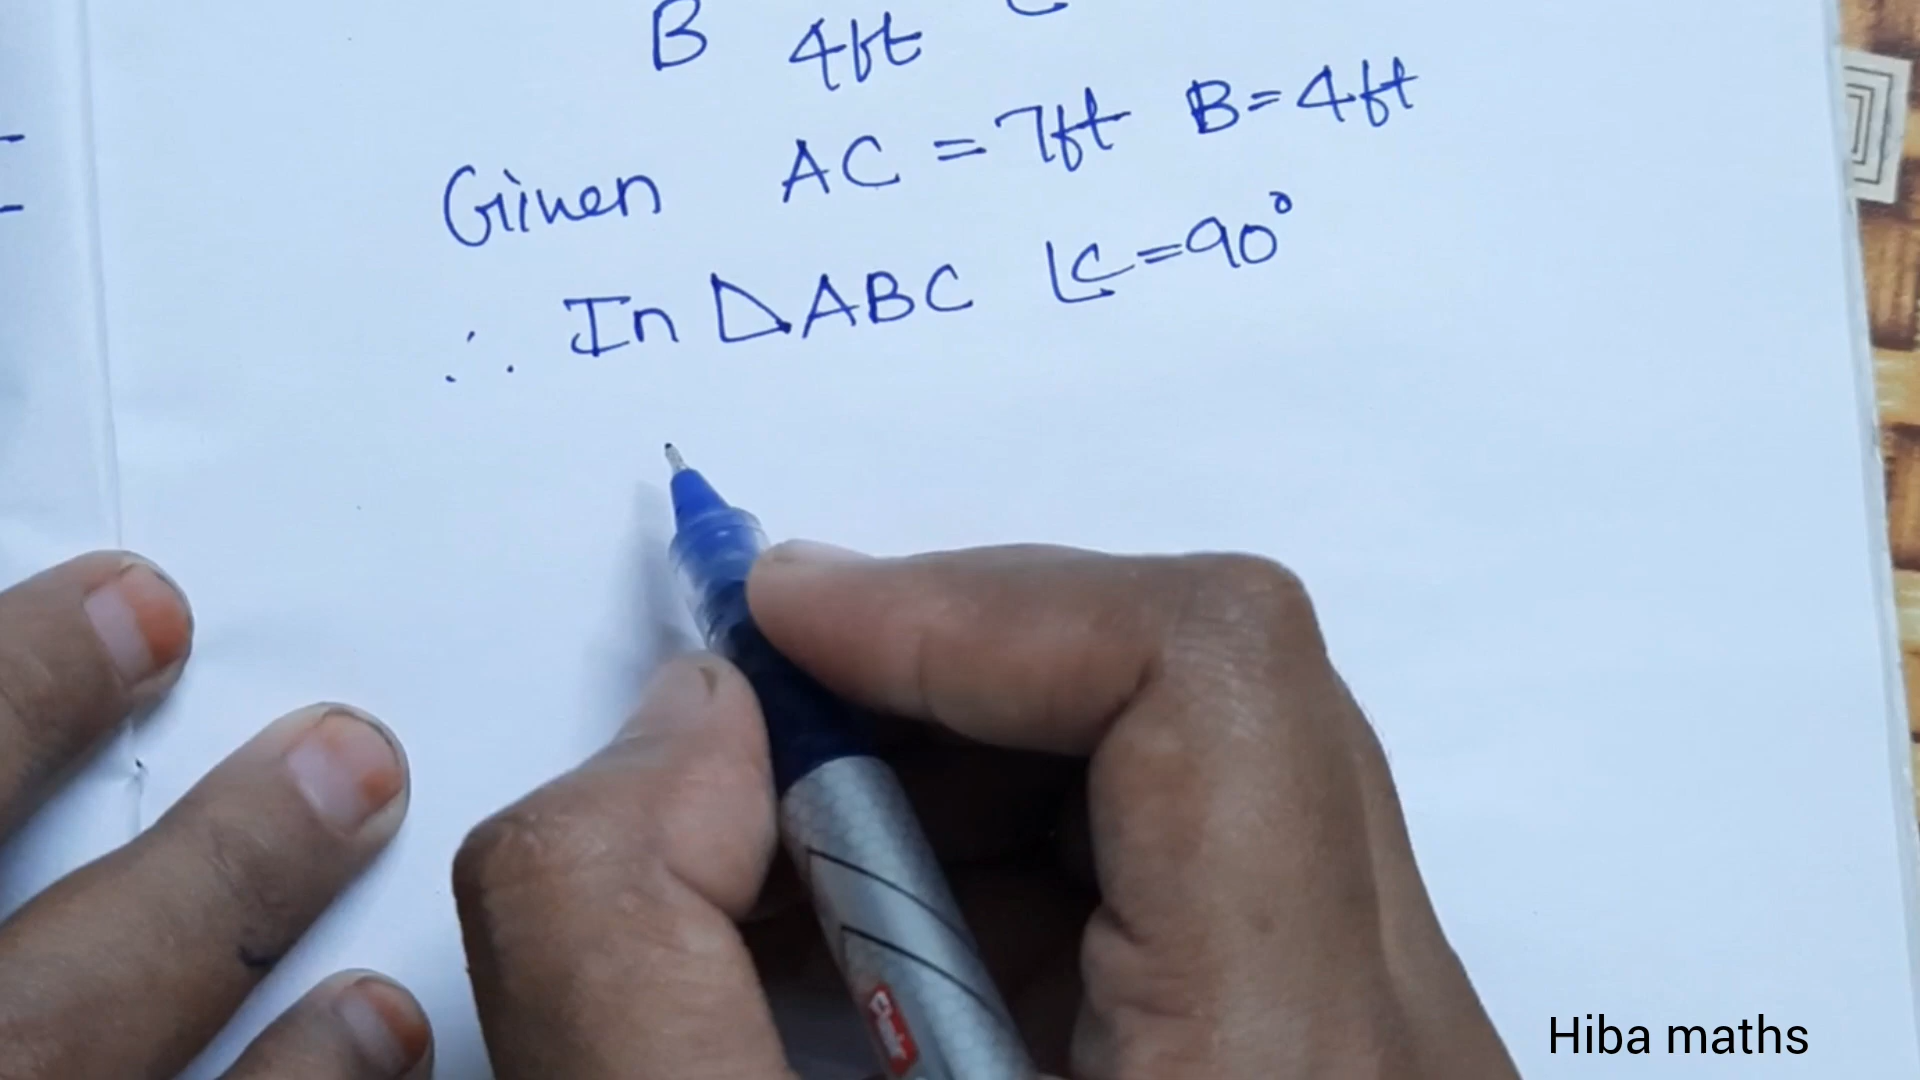 B 4ft C
Given AC = 7ft B = 4ft
∴ In △ABC ∠C = 90°
Hiba maths